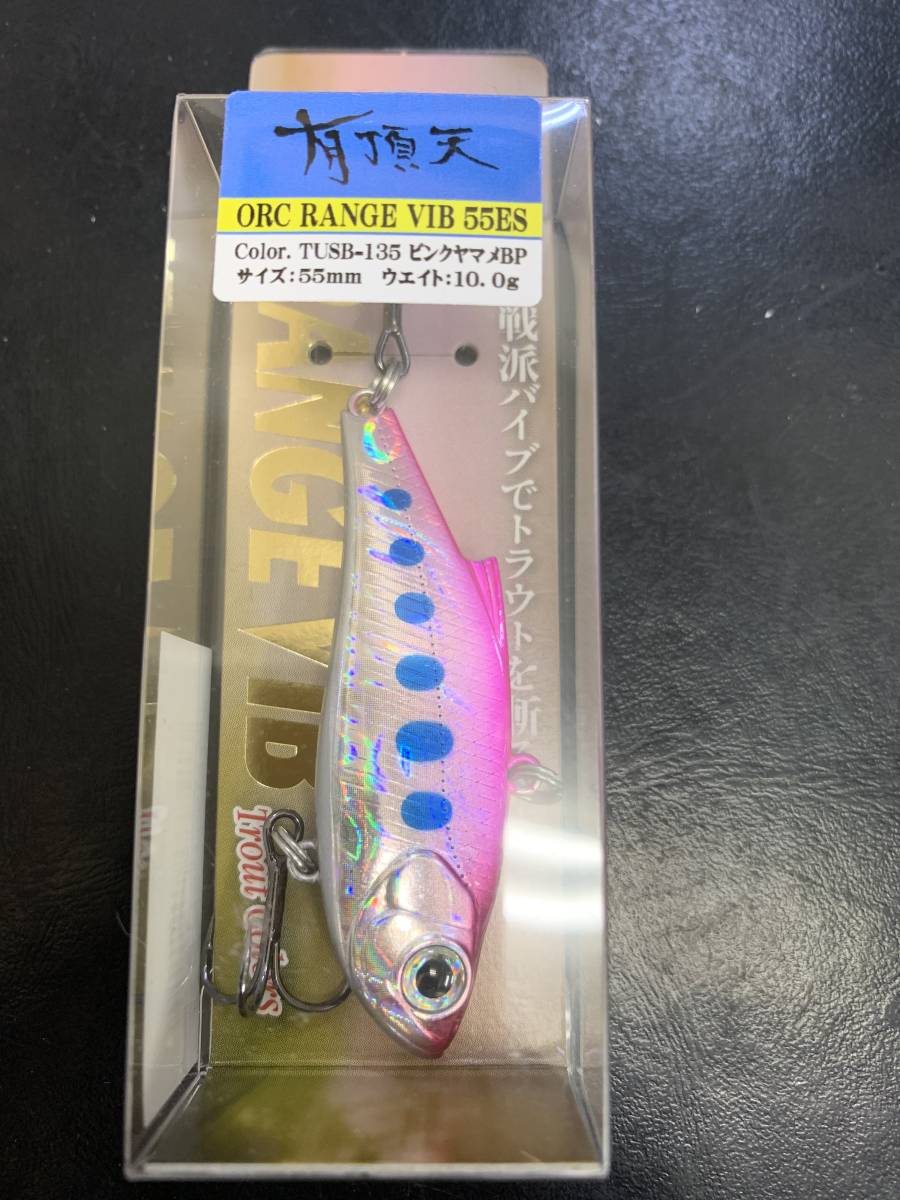 有頂天
ORC RANGE VIB 55ES
Color. TUSB-135 ピンクヤマメBP
サイズ:55mm ウエイト:10.0g
ANGE VIB
戦派バイブでトラウトを
Trout